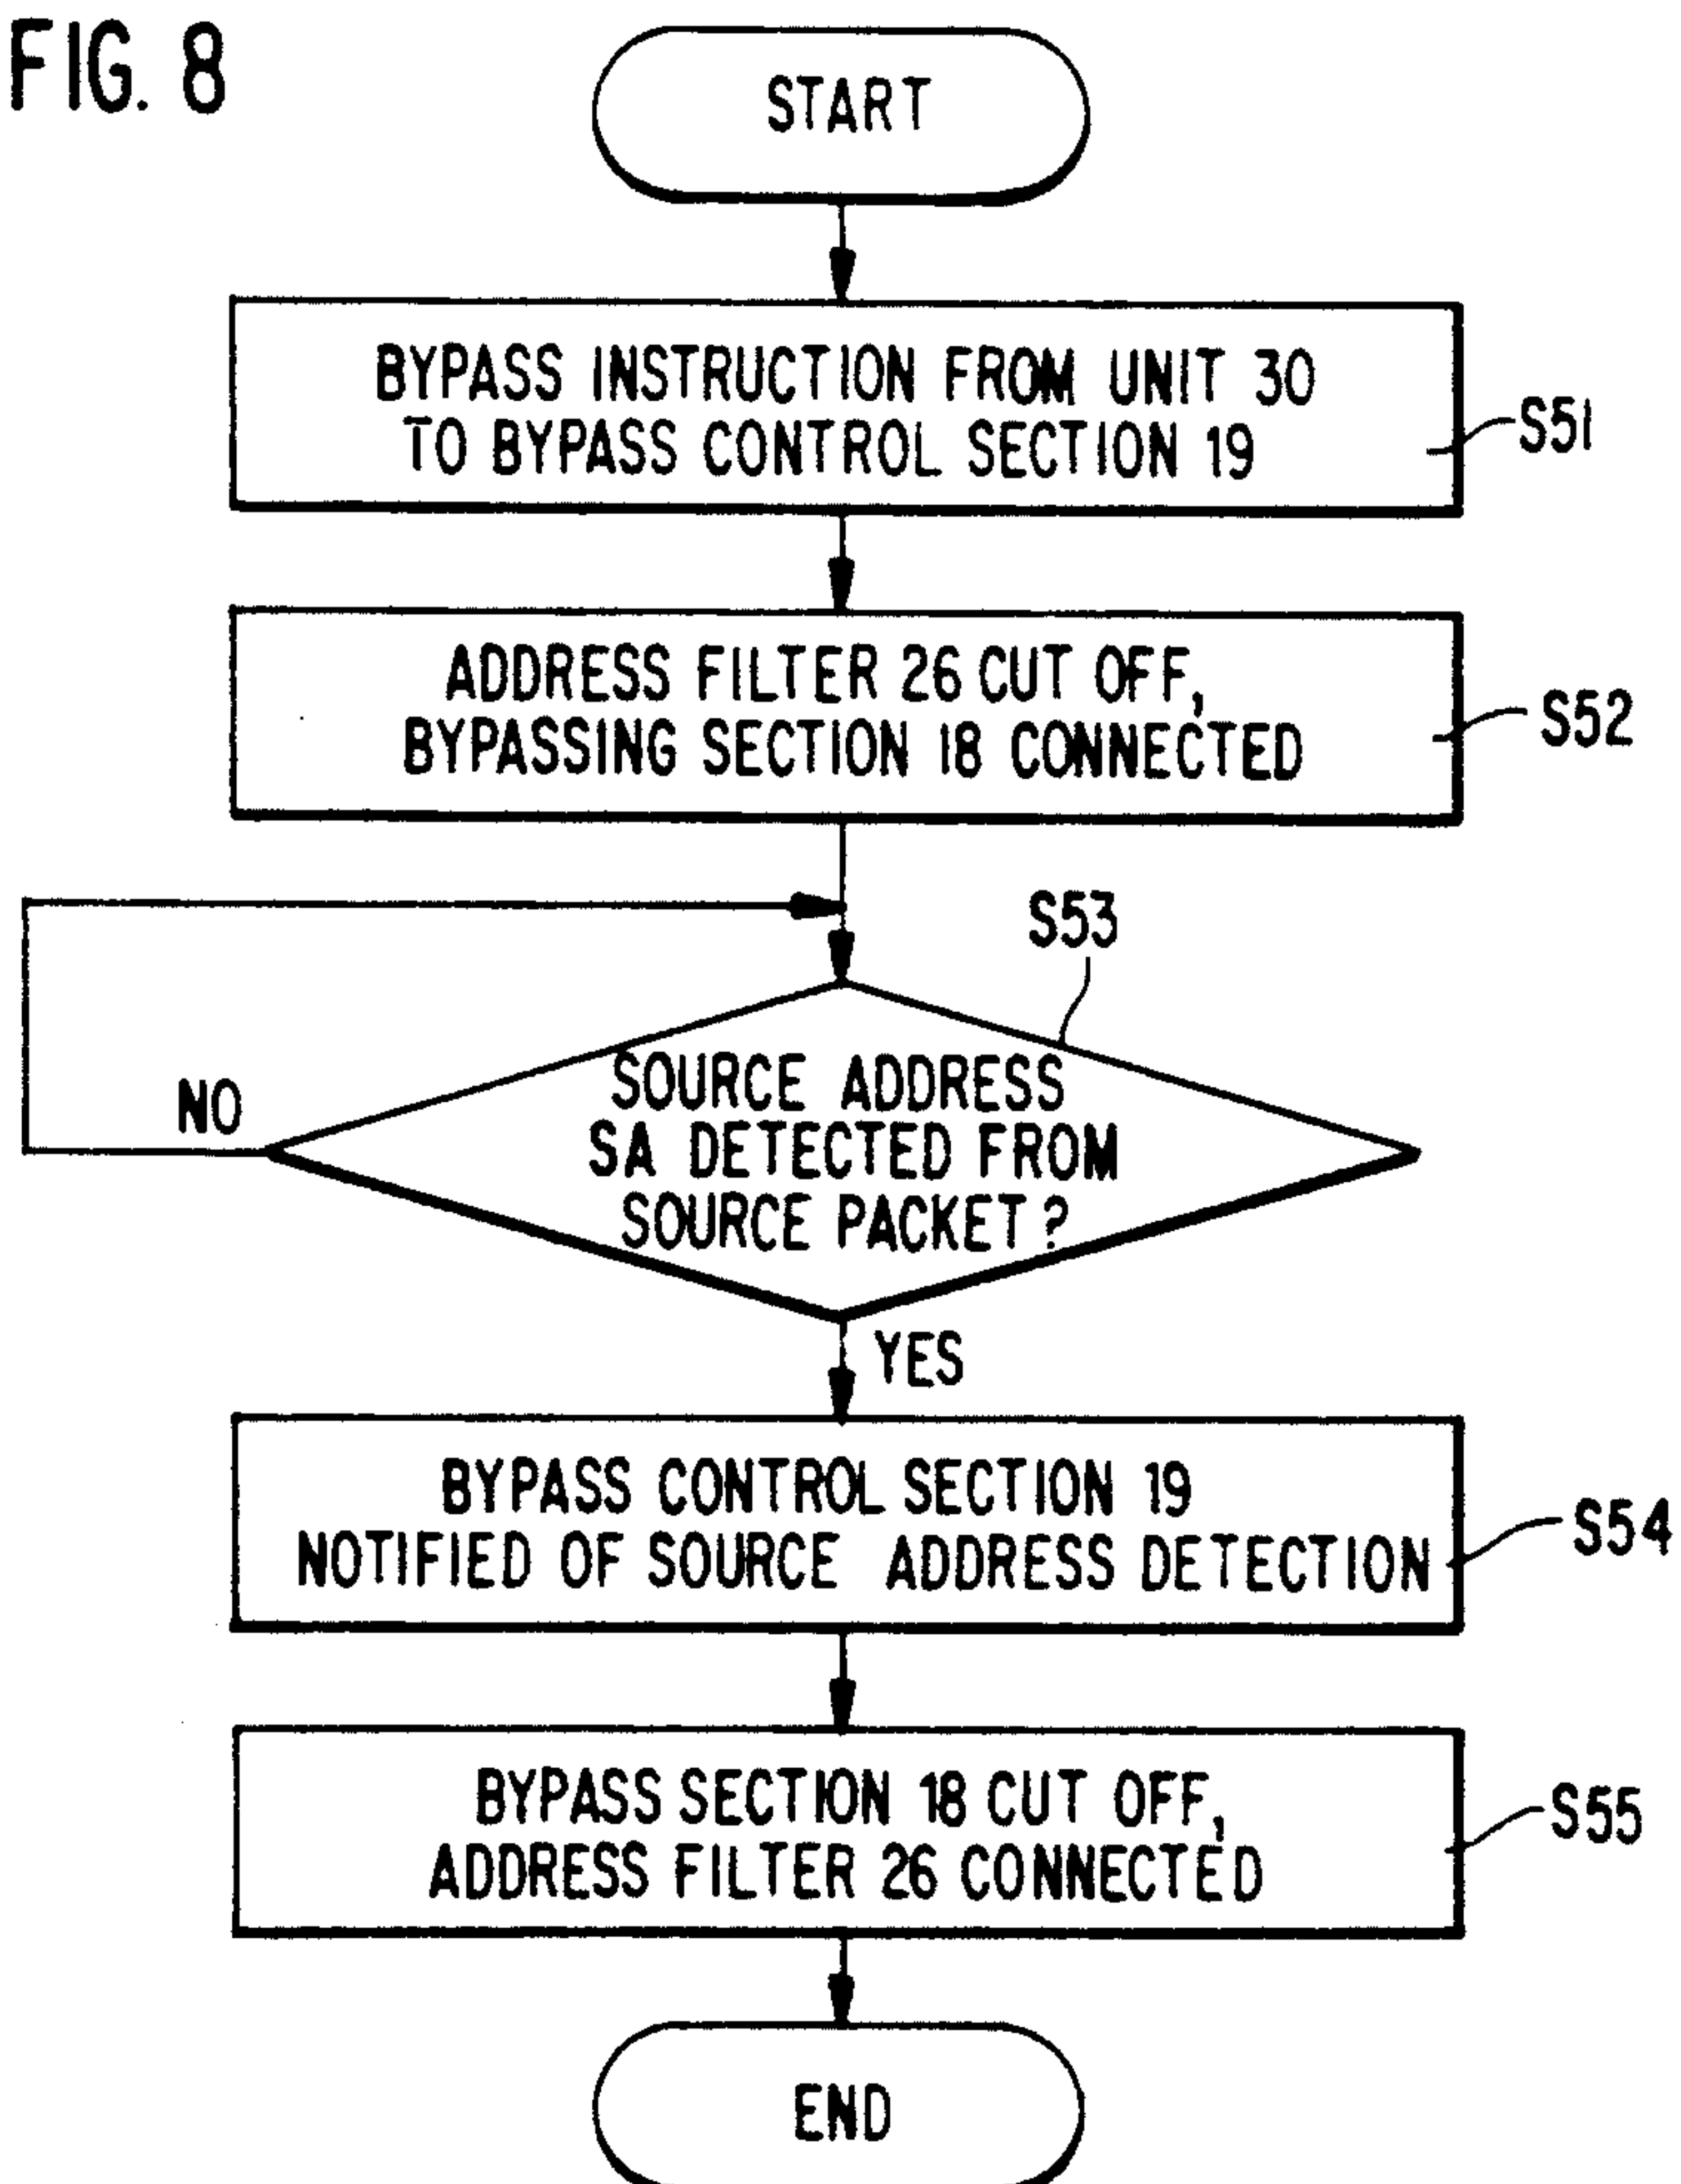 FIG. 8
START
BYPASS INSTRUCTION FROM UNIT 30
TO BYPASS CONTROL SECTION 19
S51
ADDRESS FILTER 26 CUT OFF,
BYPASSING SECTION 18 CONNECTED
S52
S53
SOURCE ADDRESS
SA DETECTED FROM
SOURCE PACKET?
NO
YES
BYPASS CONTROL SECTION 19
NOTIFIED OF SOURCE ADDRESS DETECTION
S54
BYPASS SECTION 18 CUT OFF,
ADDRESS FILTER 26 CONNECTED
S55
END